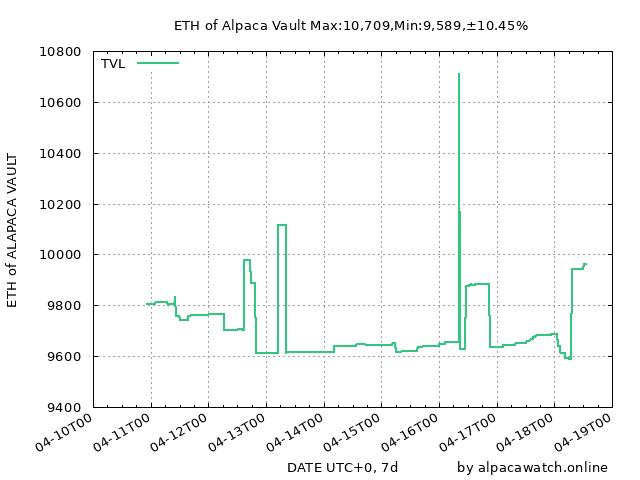 ETH of Alpaca Vault Max:10,709,Min:9,589,±10.45%
TVL
10800
10600
10400
10200
10000
9800
9600
9400
ETH of ALAPACA VAULT
04-10T00
04-11T00
04-12T00
04-13T00
04-14T00
04-15T00
04-16T00
04-17T00
04-18T00
04-19T00
DATE UTC+0, 7d
by alpacawatch.online